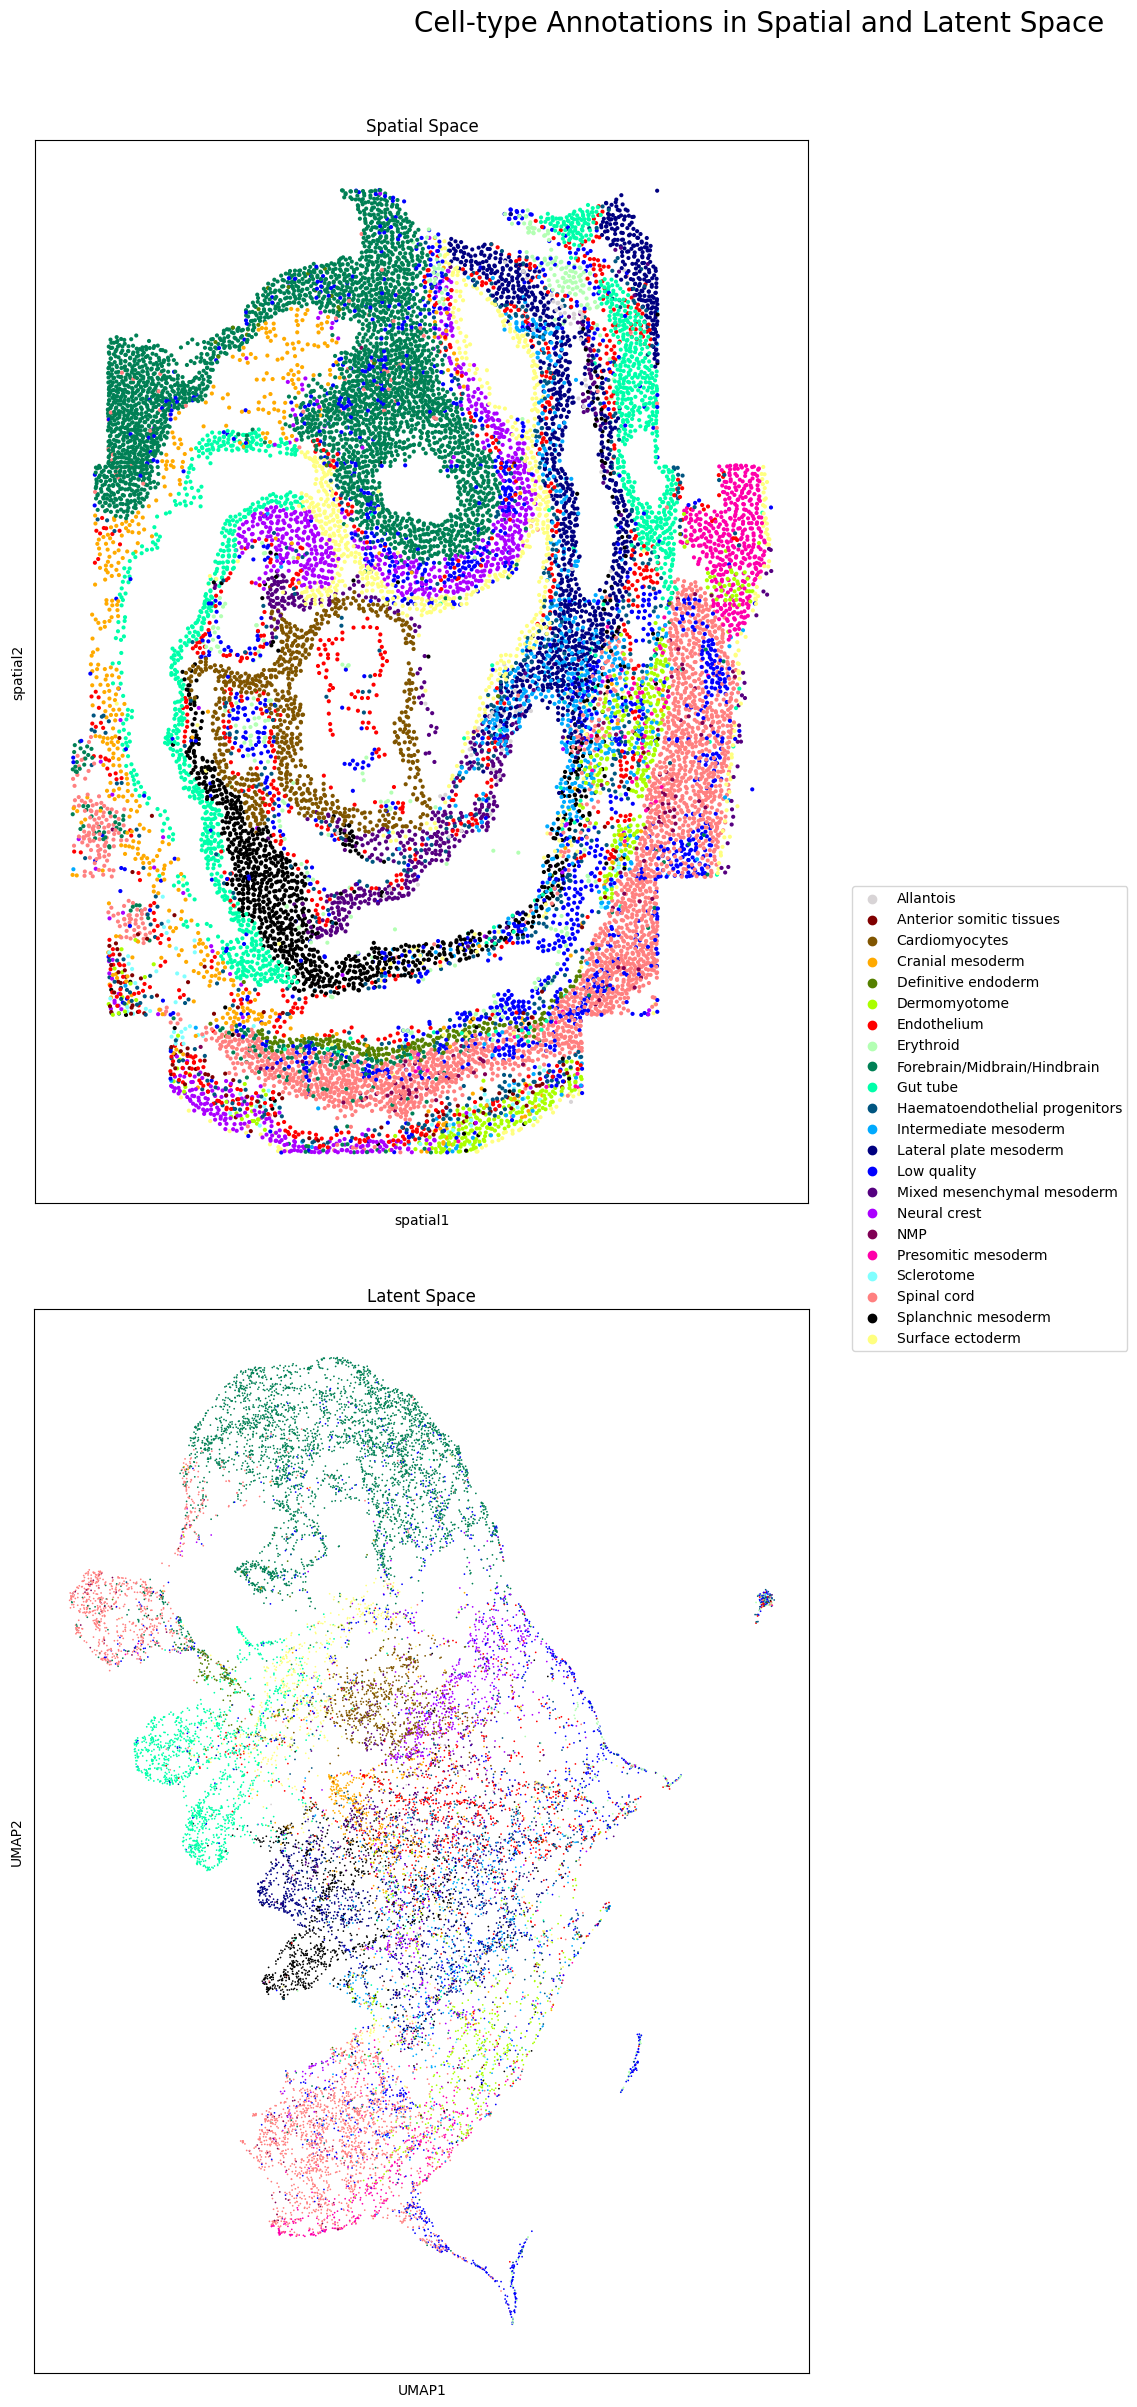 Cell-type Annotations in Spatial and Latent Space
Spatial Space
spatial2
spatial1
Allantois
Anterior somitic tissues
Cardiomyocytes
Cranial mesoderm
Definitive endoderm
Dermomyotome
Endothelium
Erythroid
Forebrain/Midbrain/Hindbrain
Gut tube
Haematoendothelial progenitors
Intermediate mesoderm
Lateral plate mesoderm
Low quality
Mixed mesenchymal mesoderm
Neural crest
NMP
Presomitic mesoderm
Sclerotome
Spinal cord
Splanchnic mesoderm
Surface ectoderm
Latent Space
UMAP2
UMAP1